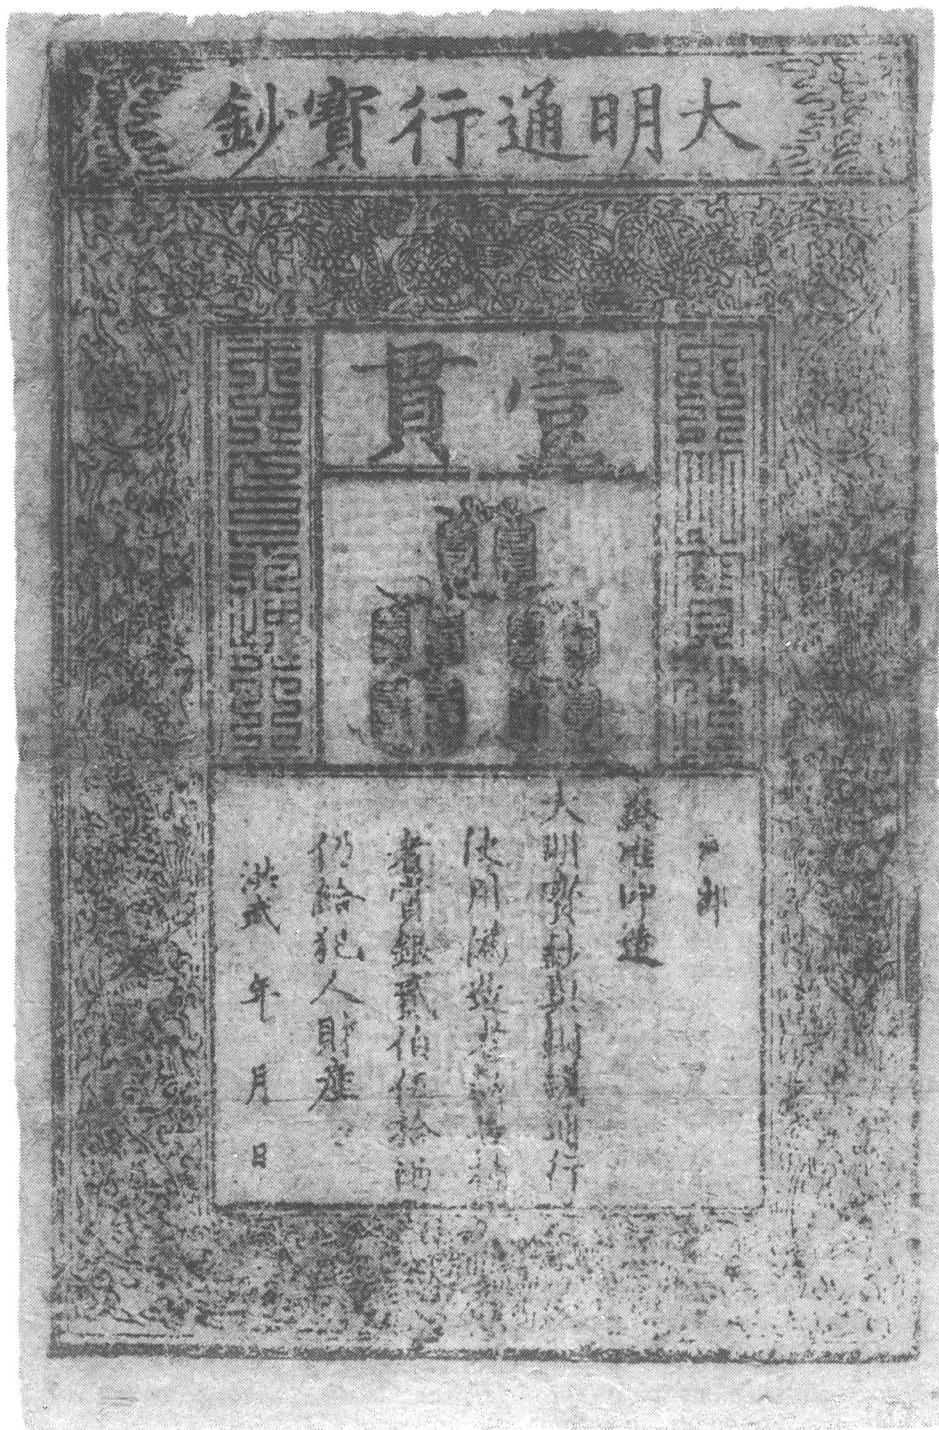 大明通行寶鈔
壹貫
戶部
奏准印造
大明寶鈔與銅錢通行
使用偽造者斬告捕
者賞銀貳伯伍拾兩
仍給犯人財產
洪武 年 月 日